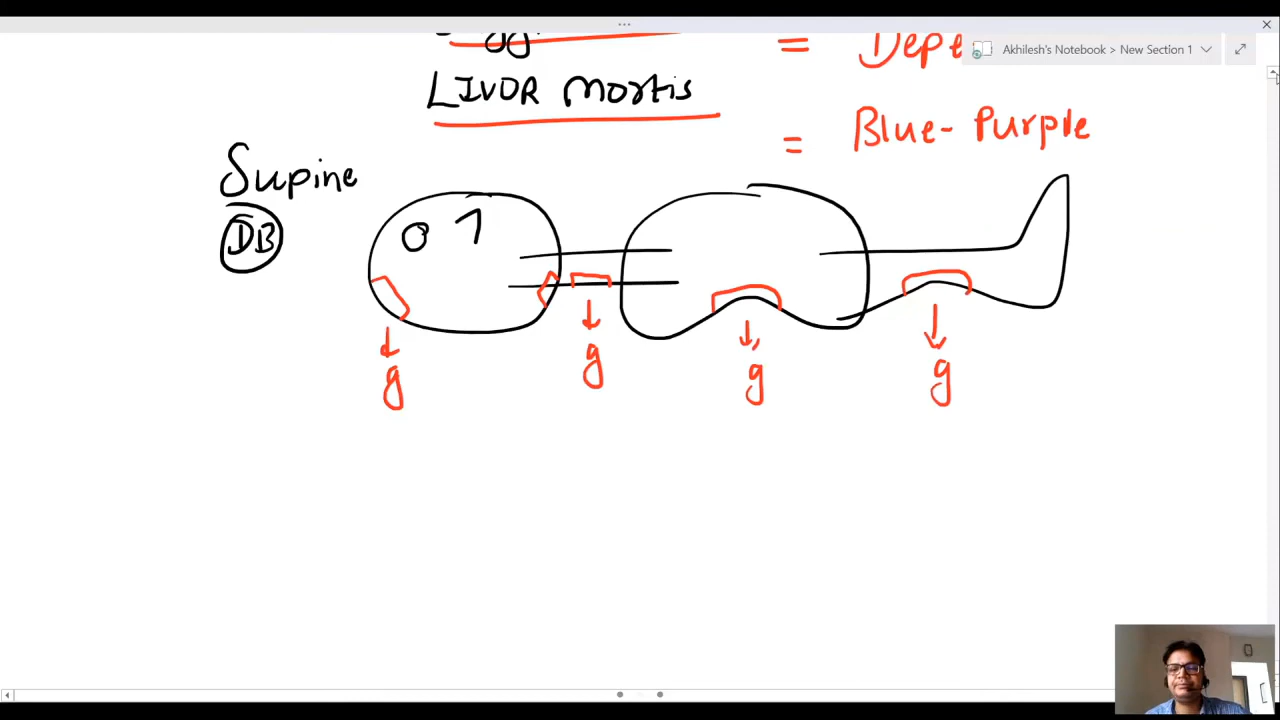 Akhilesh's Notebook > New Section 1
=
LIVOR Mortis
= Blue- Purple
Supine
DB
g
g
g
g